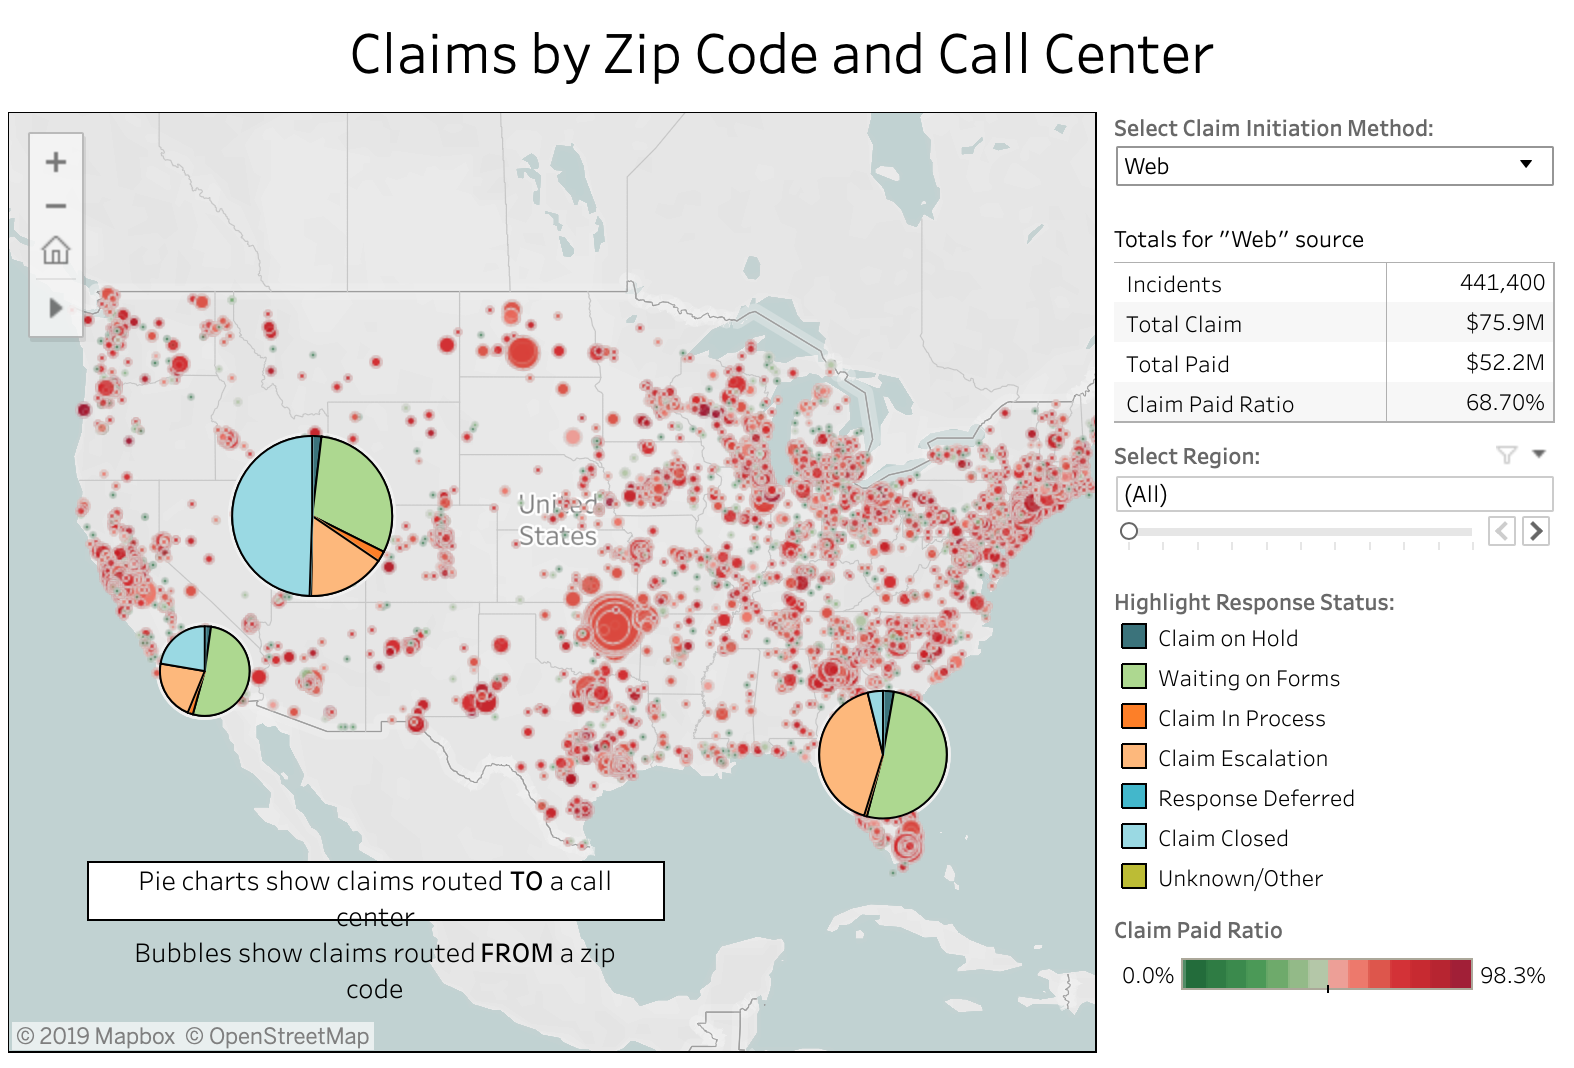 Claims by Zip Code and Call Center
Select Claim Initiation Method:
Web
Totals for "Web" source
Incidents 441,400
Total Claim $75.9M
Total Paid $52.2M
Claim Paid Ratio 68.70%
Select Region:
(All)
Highlight Response Status:
Claim on Hold
Waiting on Forms
Claim In Process
Claim Escalation
Response Deferred
Claim Closed
Unknown/Other
Claim Paid Ratio
0.0% 98.3%
United
States
Pie charts show claims routed TO a call
center
Bubbles show claims routed FROM a zip
code
© 2019 Mapbox © OpenStreetMap